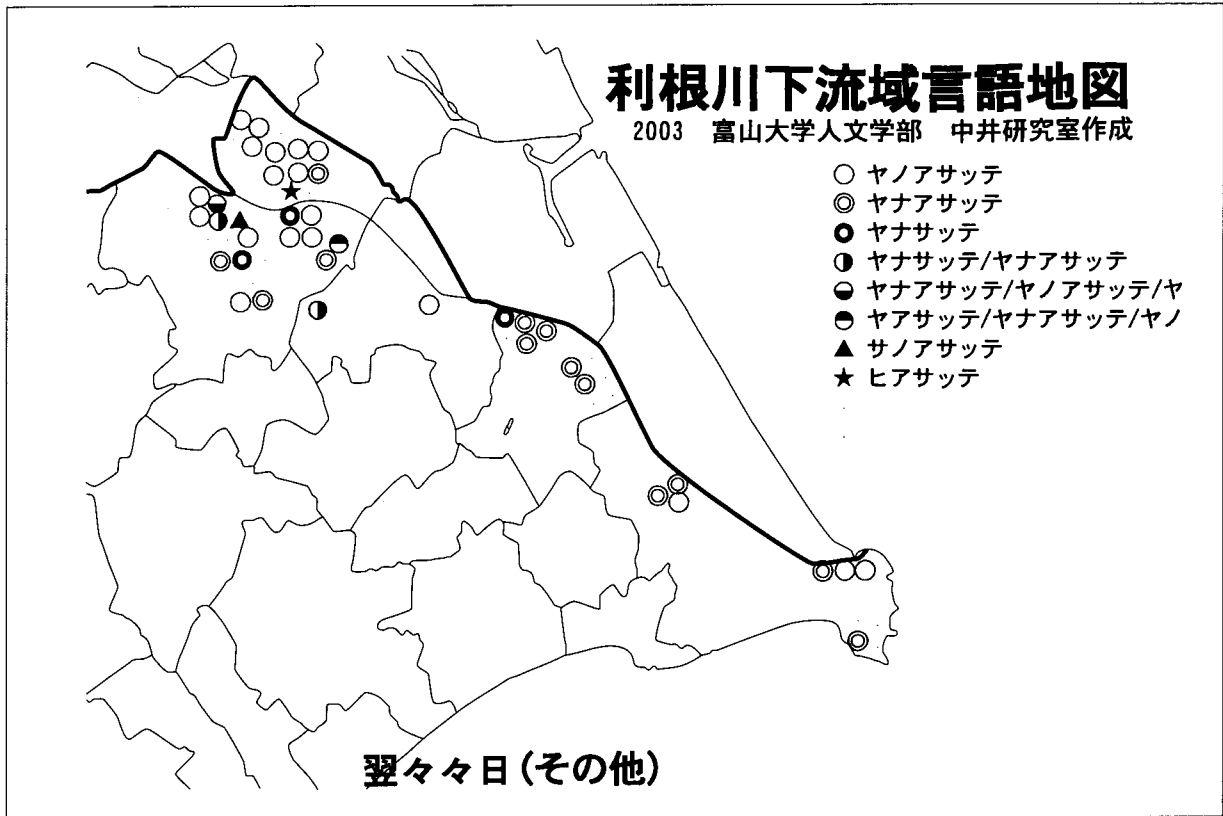 利根川下流域言語地図
2003 富山大学人文学部 中井研究室作成
○ ヤノアサッテ
◎ ヤナアサッテ
ヤナサッテ
◑ ヤナサッテ/ヤナアサッテ
◒ ヤナアサッテ/ヤノアサッテ/ヤ
◓ ヤアサッテ/ヤナアサッテ/ヤノ
▲ サノアサッテ
★ ヒアサッテ
翌々々日(その他)